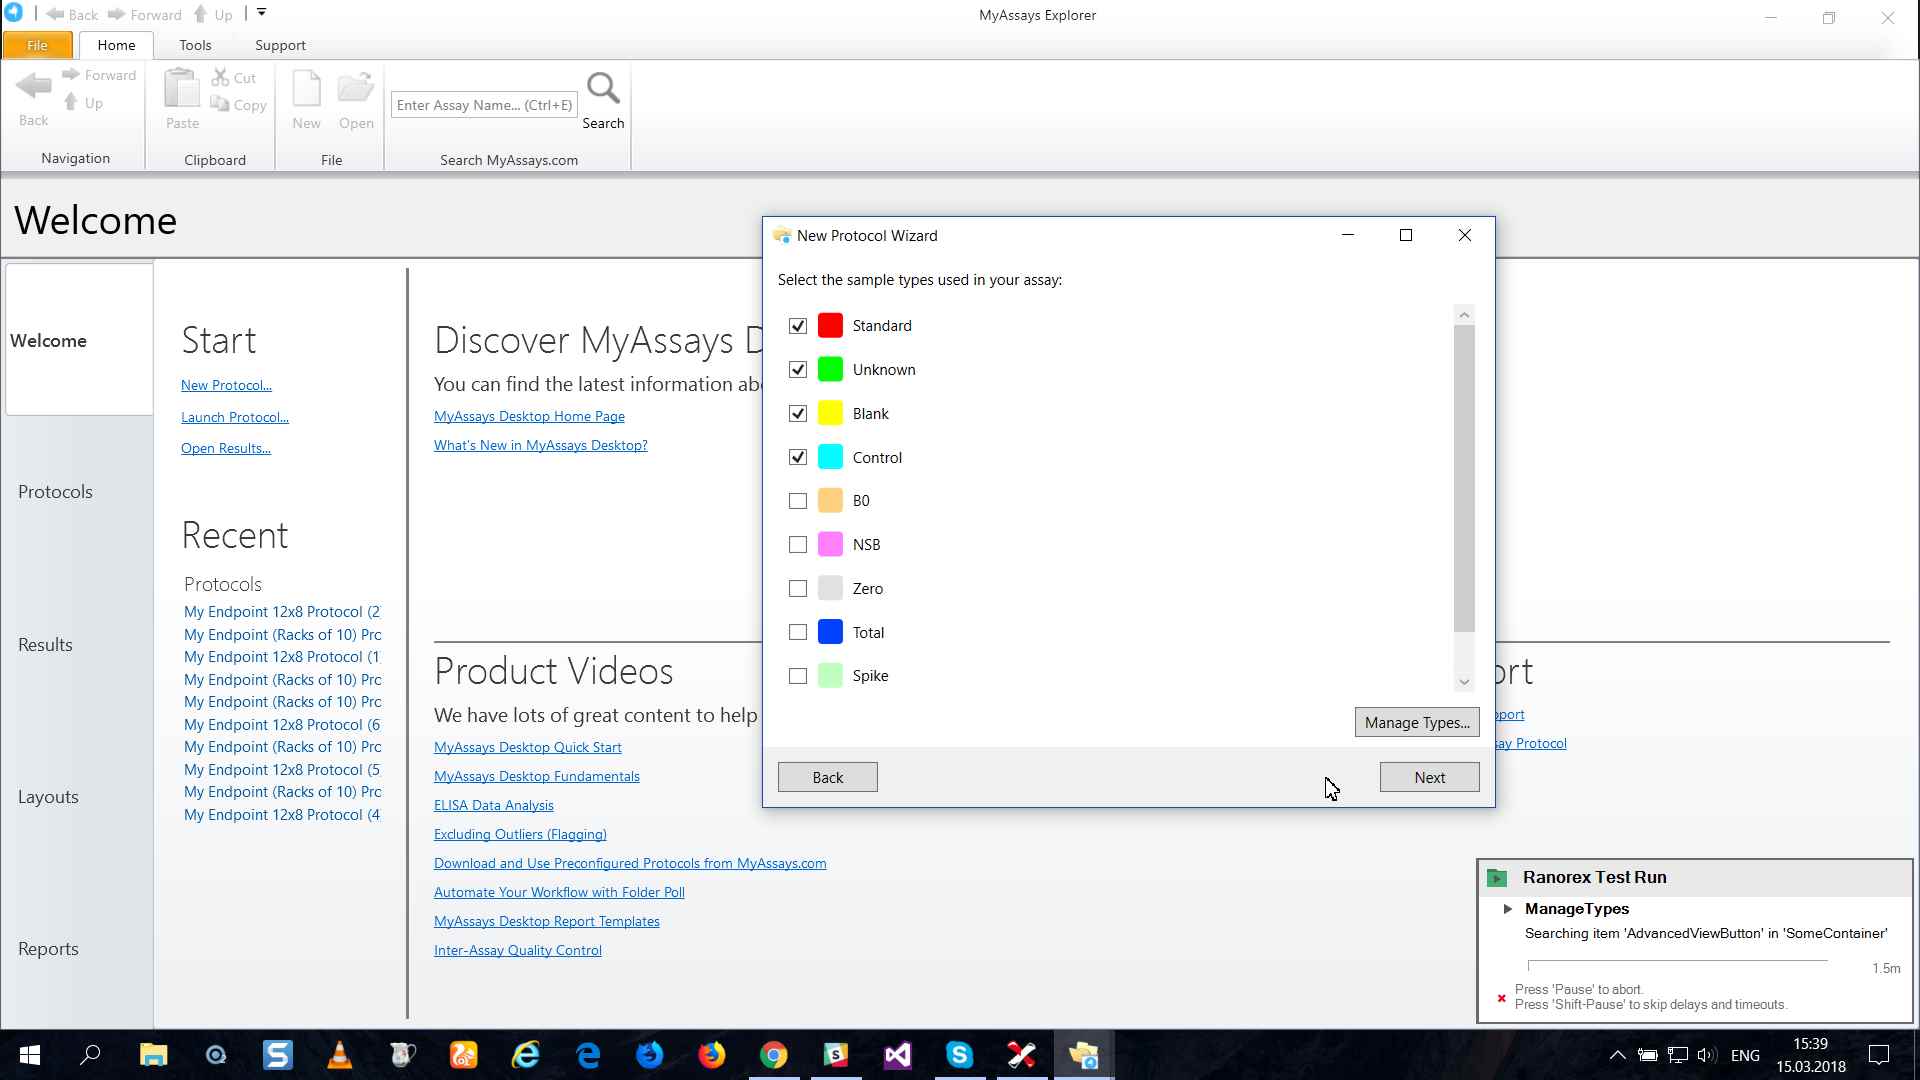 Back Forward Up MyAssays Explorer
File Home Tools Support
Back Forward Up Navigation
Paste Cut Copy Clipboard
New Open File
Enter Assay Name... (Ctrl+E) Search
Search MyAssays.com
Welcome
Welcome
Protocols
Results
Layouts
Reports
Start
New Protocol...
Launch Protocol...
Open Results...
Recent
Protocols
My Endpoint 12x8 Protocol (2
My Endpoint (Racks of 10) Pro
My Endpoint 12x8 Protocol (1
My Endpoint (Racks of 10) Pro
My Endpoint (Racks of 10) Pro
My Endpoint 12x8 Protocol (6
My Endpoint (Racks of 10) Pro
My Endpoint 12x8 Protocol (5
My Endpoint (Racks of 10) Pro
My Endpoint 12x8 Protocol (4
Discover MyAssays D
You can find the latest information abo
MyAssays Desktop Home Page
What's New in MyAssays Desktop?
Product Videos
We have lots of great content to help
MyAssays Desktop Quick Start
MyAssays Desktop Fundamentals
ELISA Data Analysis
Excluding Outliers (Flagging)
Download and Use Preconfigured Protocols from MyAssays.com
Automate Your Workflow with Folder Poll
MyAssays Desktop Report Templates
Inter-Assay Quality Control
ort
pport
say Protocol
New Protocol Wizard
Select the sample types used in your assay:
Standard
Unknown
Blank
Control
B0
NSB
Zero
Total
Spike
Manage Types...
Back Next
Ranorex Test Run
ManageTypes
Searching item 'AdvancedViewButton' in 'SomeContainer'
1.5m
Press 'Pause' to abort.
Press 'Shift-Pause' to skip delays and timeouts.
ENG
15:39
15.03.2018